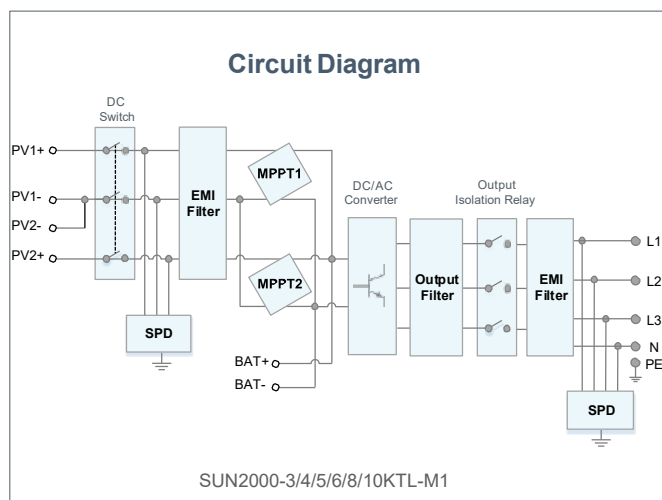 Circuit Diagram
DC
Switch
PV1+
PV1-
PV2-
PV2+
EMI
Filter
MPPT1
MPPT2
SPD
BAT+
BAT-
DC/AC
Converter
Output
Filter
Output
Isolation Relay
EMI
Filter
L1
L2
L3
N
PE
SPD
SUN2000-3/4/5/6/8/10KTL-M1